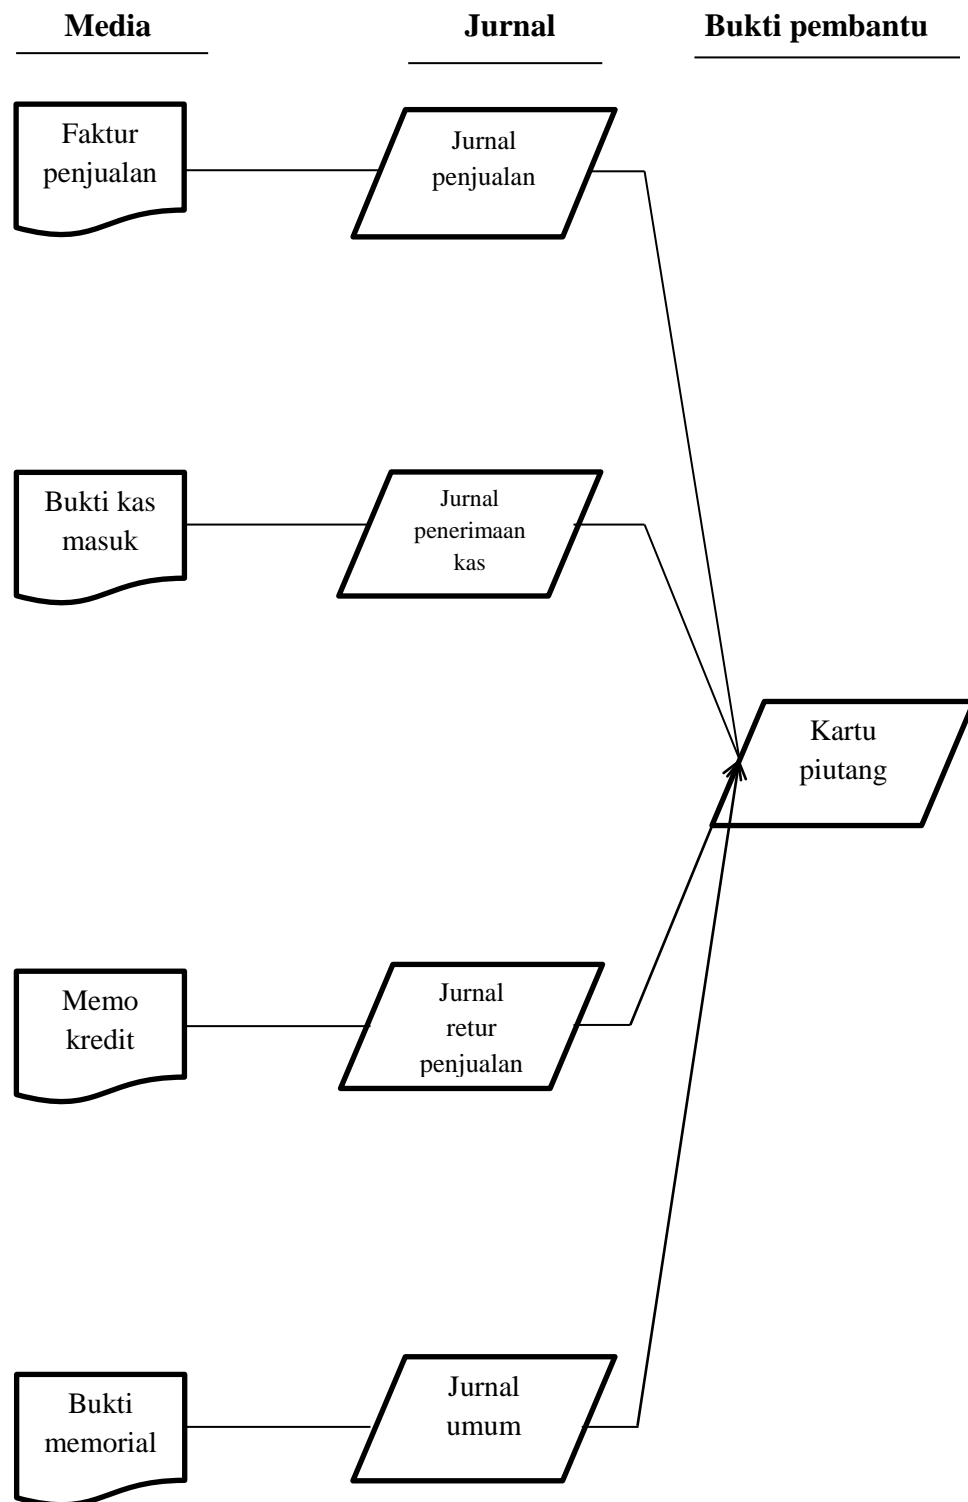 Media
Jurnal
Bukti pembantu
Faktur
penjualan
Jurnal
penjualan
Bukti kas
masuk
Jurnal
penerimaan
kas
Kartu
piutang
Memo
kredit
Jurnal
retur
penjualan
Bukti
memorial
Jurnal
umum